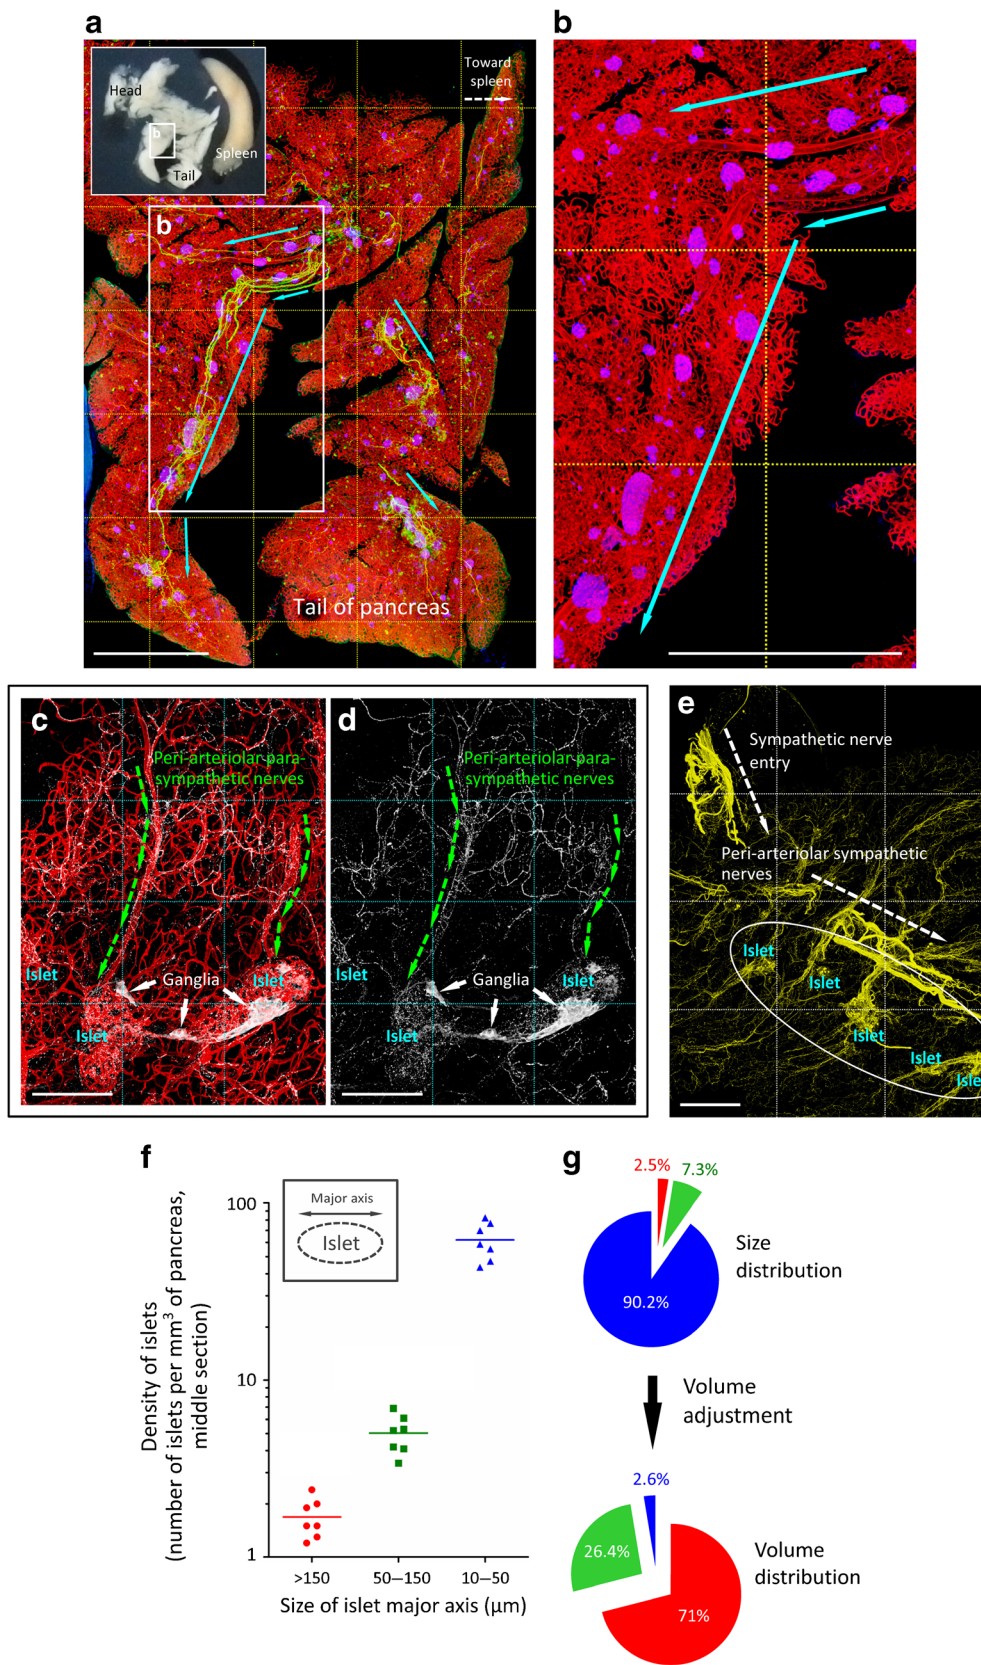 a
Head
b
Spleen
Tail
Toward
spleen
b
Tail of pancreas
b
c
Peri-arteriolar para-
sympathetic nerves
Islet
Ganglia
Islet
Islet
d
Peri-arteriolar para-
sympathetic nerves
Islet
Ganglia
Islet
Islet
e
Sympathetic nerve
entry
Peri-arteriolar sympathetic
nerves
Islet
Islet
Islet
Islet
Isle
f
Density of islets
(number of islets per mm³ of pancreas,
middle section)
100
10
1
Major axis
Islet
>150
50–150
10–50
Size of islet major axis (μm)
g
2.5%
7.3%
90.2%
Size
distribution
Volume
adjustment
2.6%
26.4%
71%
Volume
distribution